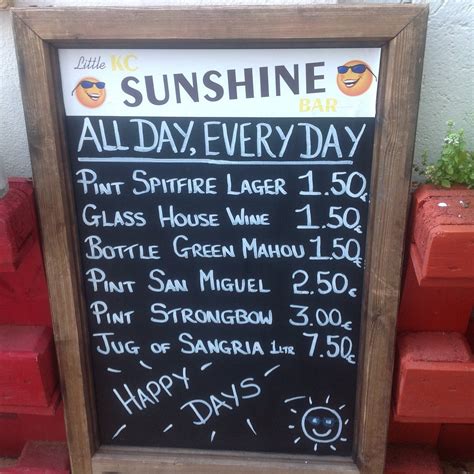 Little KC
SUNSHINE
BAR
ALL DAY, EVERY DAY
PINT SPITFIRE LAGER 1.50€
GLASS HOUSE WINE 1.50€
BOTTLE GREEN MAHOU 1.50€
PINT SAN MIGUEL 2.50€
PINT STRONGBOW 3.00€
JUG OF SANGRIA 1LTR 7.50€
HAPPY
DAYS